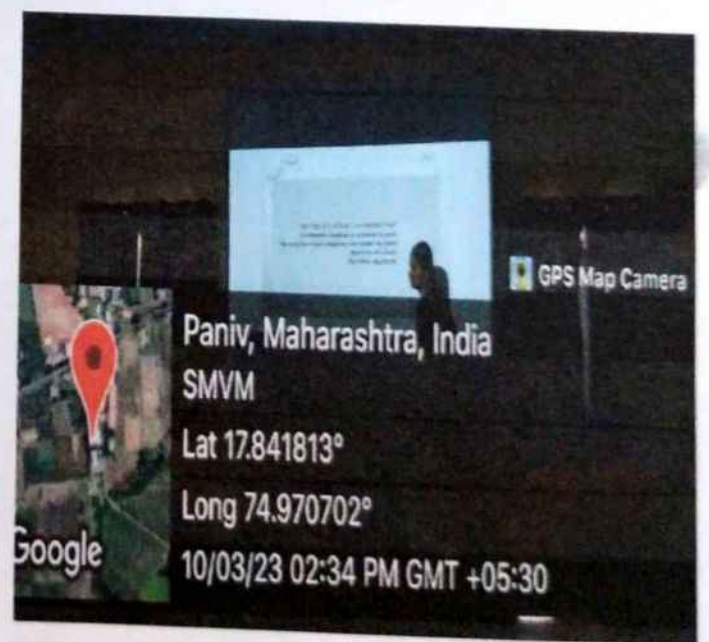 GPS Map Camera
Paniv, Maharashtra, India
SMVM
Lat 17.841813°
Long 74.970702°
10/03/23 02:34 PM GMT +05:30
Google